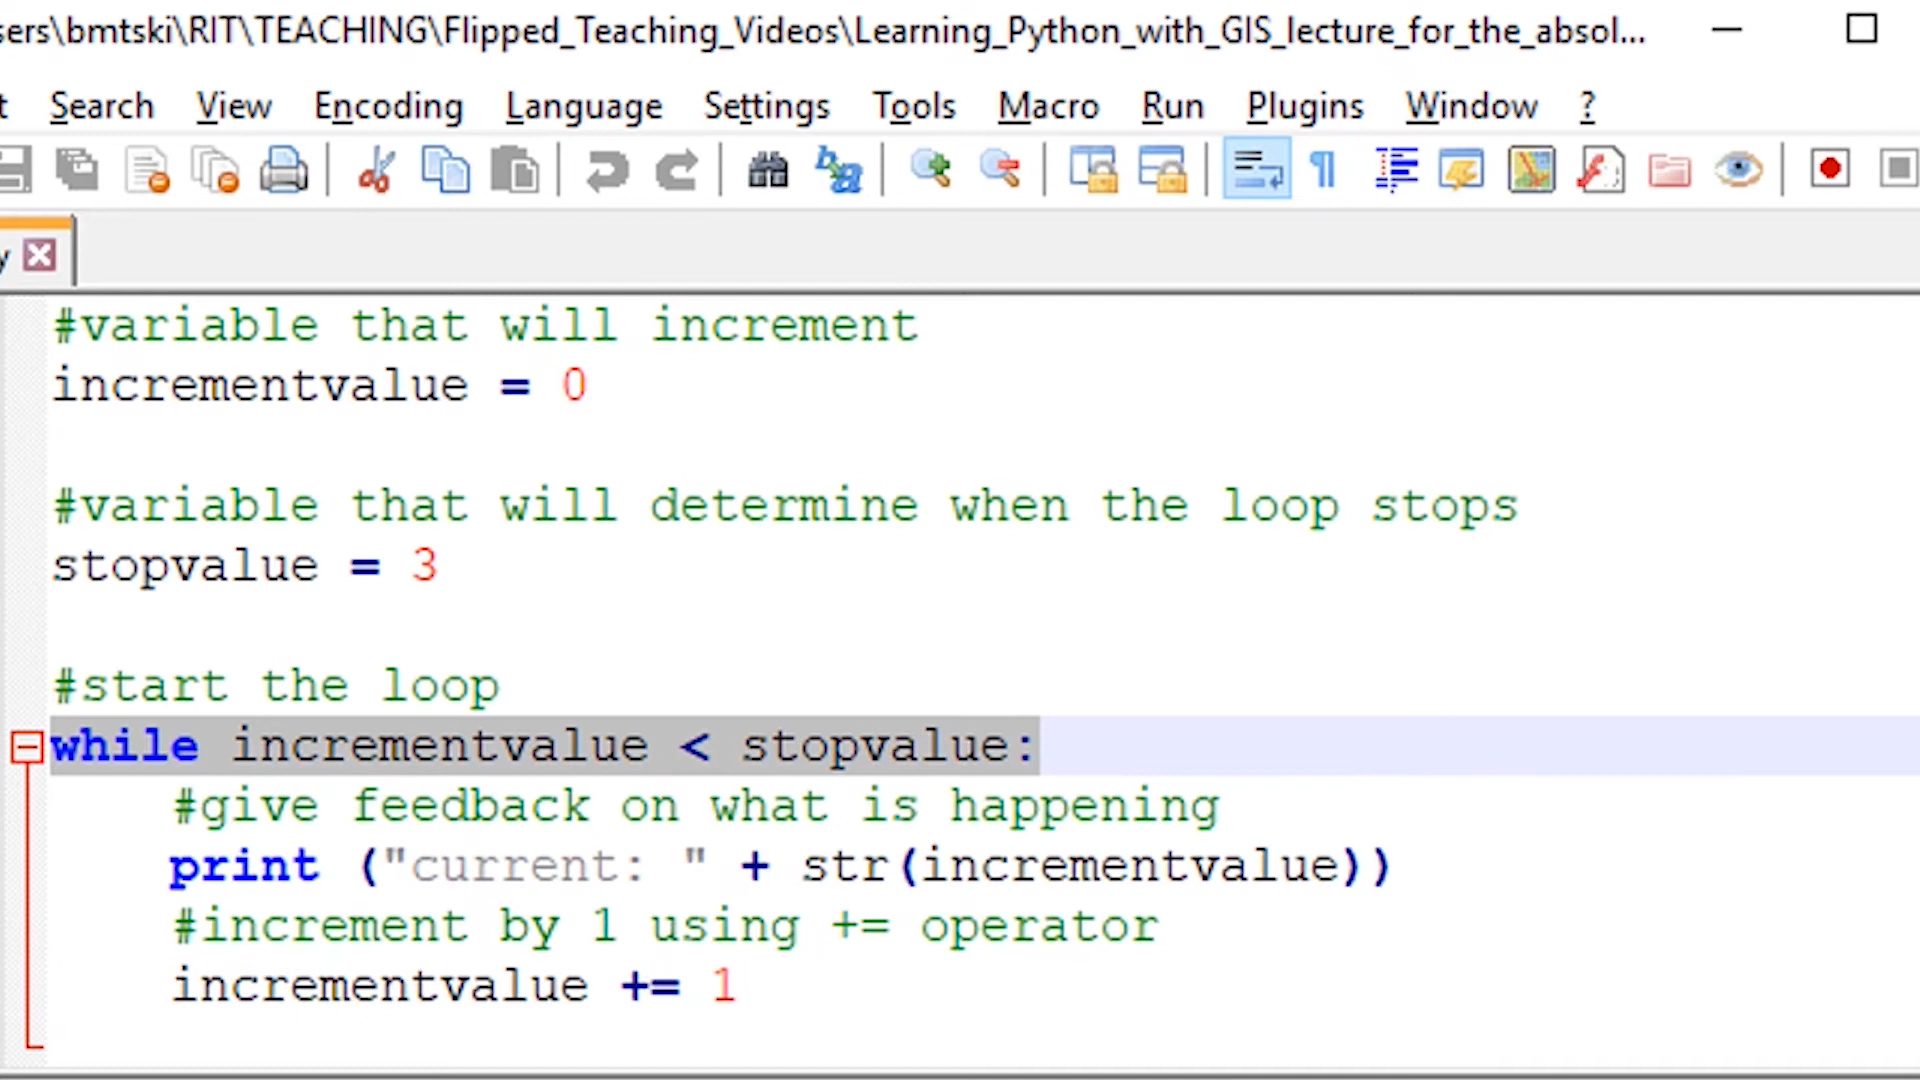 sers\bmtski\RIT\TEACHING\Flipped_Teaching_Videos\Learning_Python_with_GIS_lecture_for_the_absol...
t Search View Encoding Language Settings Tools Macro Run Plugins Window ?
y
#variable that will increment
incrementvalue = 0
#variable that will determine when the loop stops
stopvalue = 3
#start the loop
while incrementvalue < stopvalue:
#give feedback on what is happening
print ("current: " + str(incrementvalue))
#increment by 1 using += operator
incrementvalue += 1